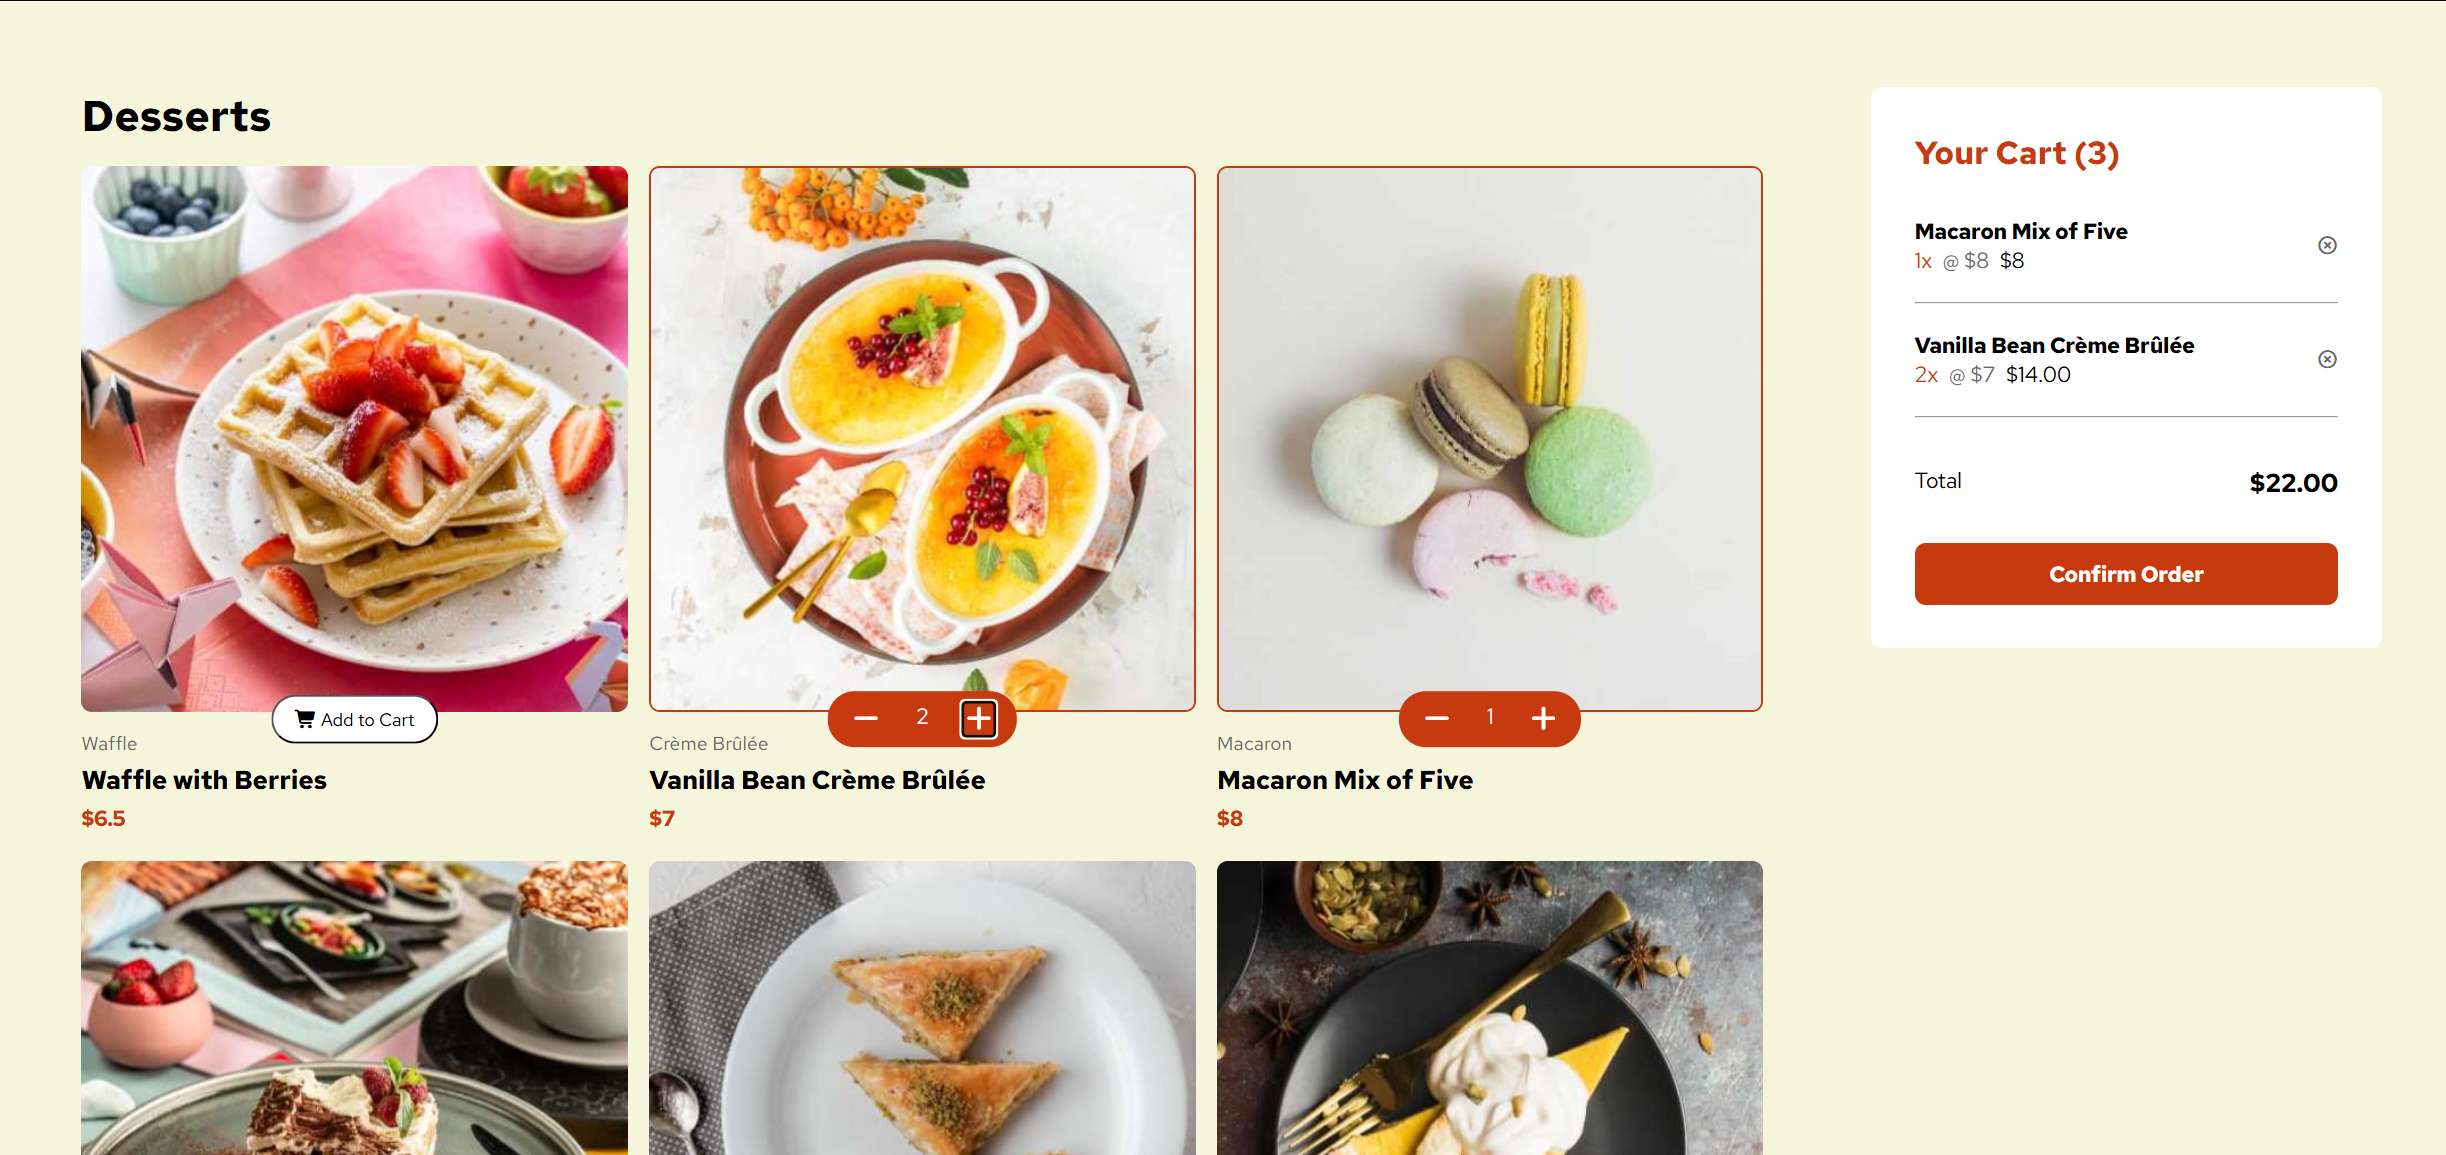 Desserts
Add to Cart
Waffle
Waffle with Berries
$6.5
2
Crème Brûlée
Vanilla Bean Crème Brûlée
$7
1
Macaron
Macaron Mix of Five
$8
Your Cart (3)
Macaron Mix of Five
1x @ $8 $8
Vanilla Bean Crème Brûlée
2x @ $7 $14.00
Total $22.00
Confirm Order